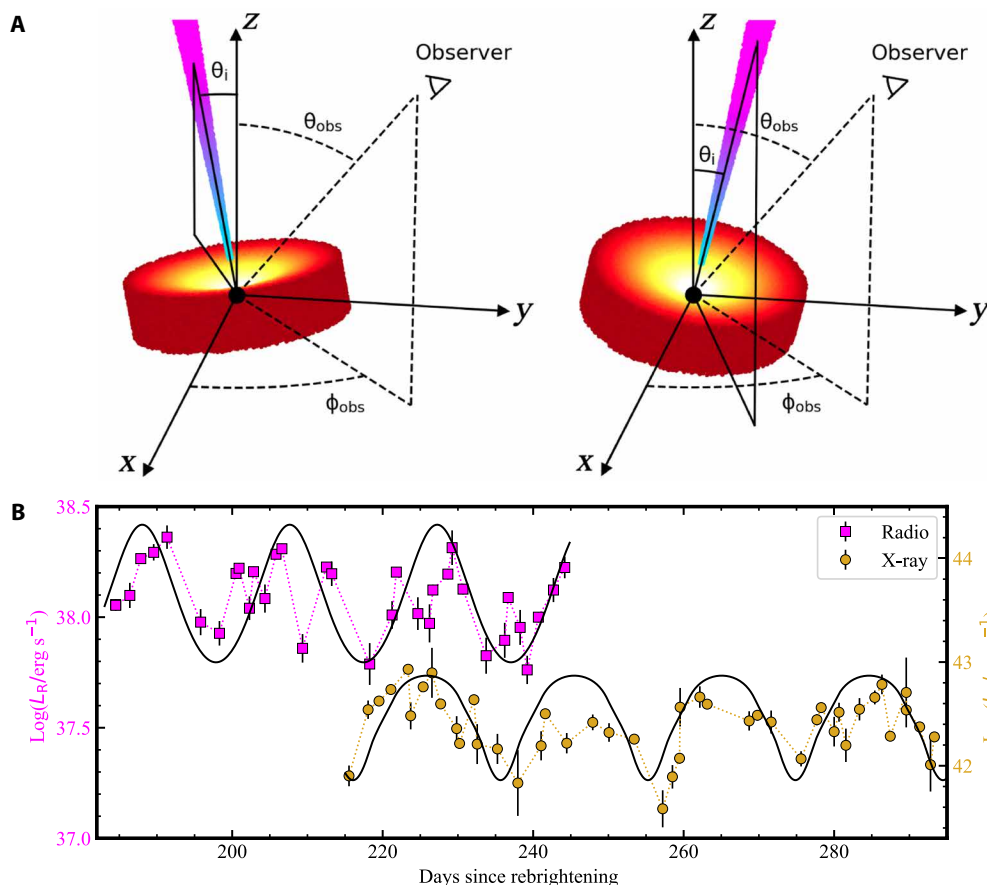 A
z
θi
θobs
Observer
y
x
ϕobs
z
θobs
θi
Observer
y
x
ϕobs
B
38.5
38.0
37.5
37.0
Log(LR/erg s−1)
Radio
X-ray
44
43
42
200
220
240
260
280
Days since rebrightening